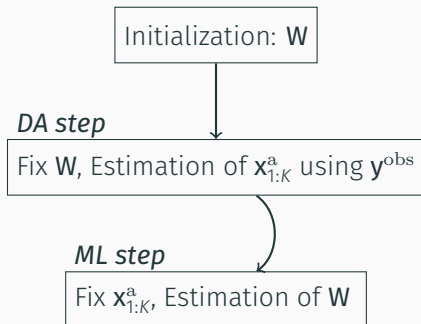 Initialization: W
DA step
Fix W, Estimation of x^a_{1:K} using y^obs
ML step
Fix x^a_{1:K}, Estimation of W